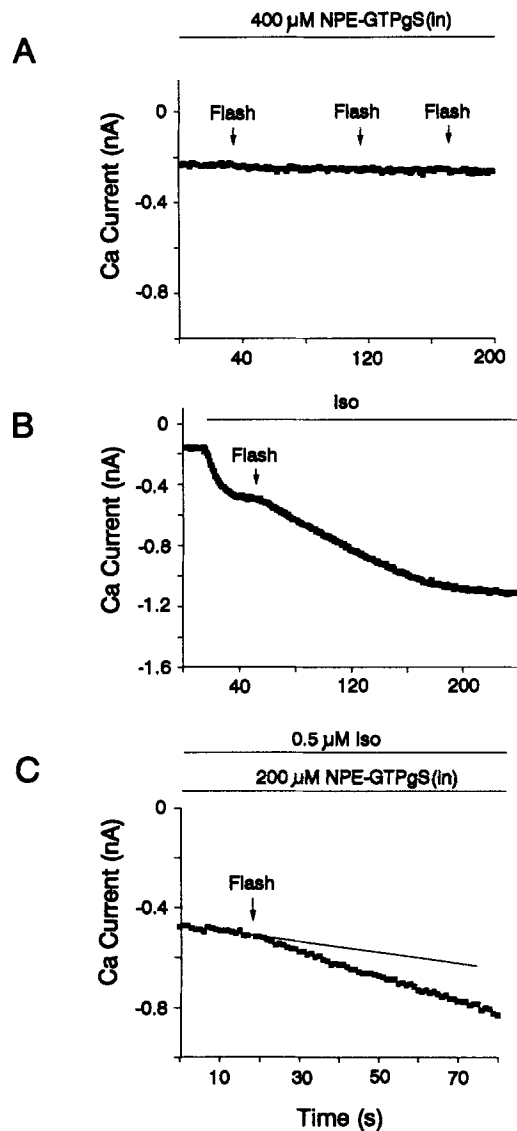 400 µM NPE-GTPgS(in)
A
0
Flash
Flash
Flash
-0.4
-0.8
Ca Current (nA)
40
120
200
Iso
B
0
Flash
-0.4
-0.8
-1.2
-1.6
Ca Current (nA)
40
120
200
0.5 µM Iso
200 µM NPE-GTPgS(in)
C
0
Flash
-0.4
-0.8
Ca Current (nA)
10
30
50
70
Time (s)